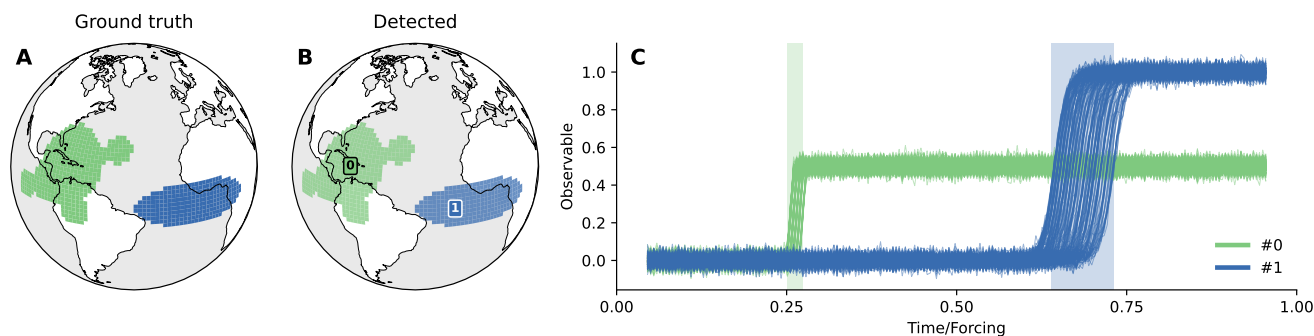 Ground truth
Detected
A
B
C
0
1
Observable
1.0
0.8
0.6
0.4
0.2
0.0
#0
#1
0.00
0.25
0.50
0.75
1.00
Time/Forcing